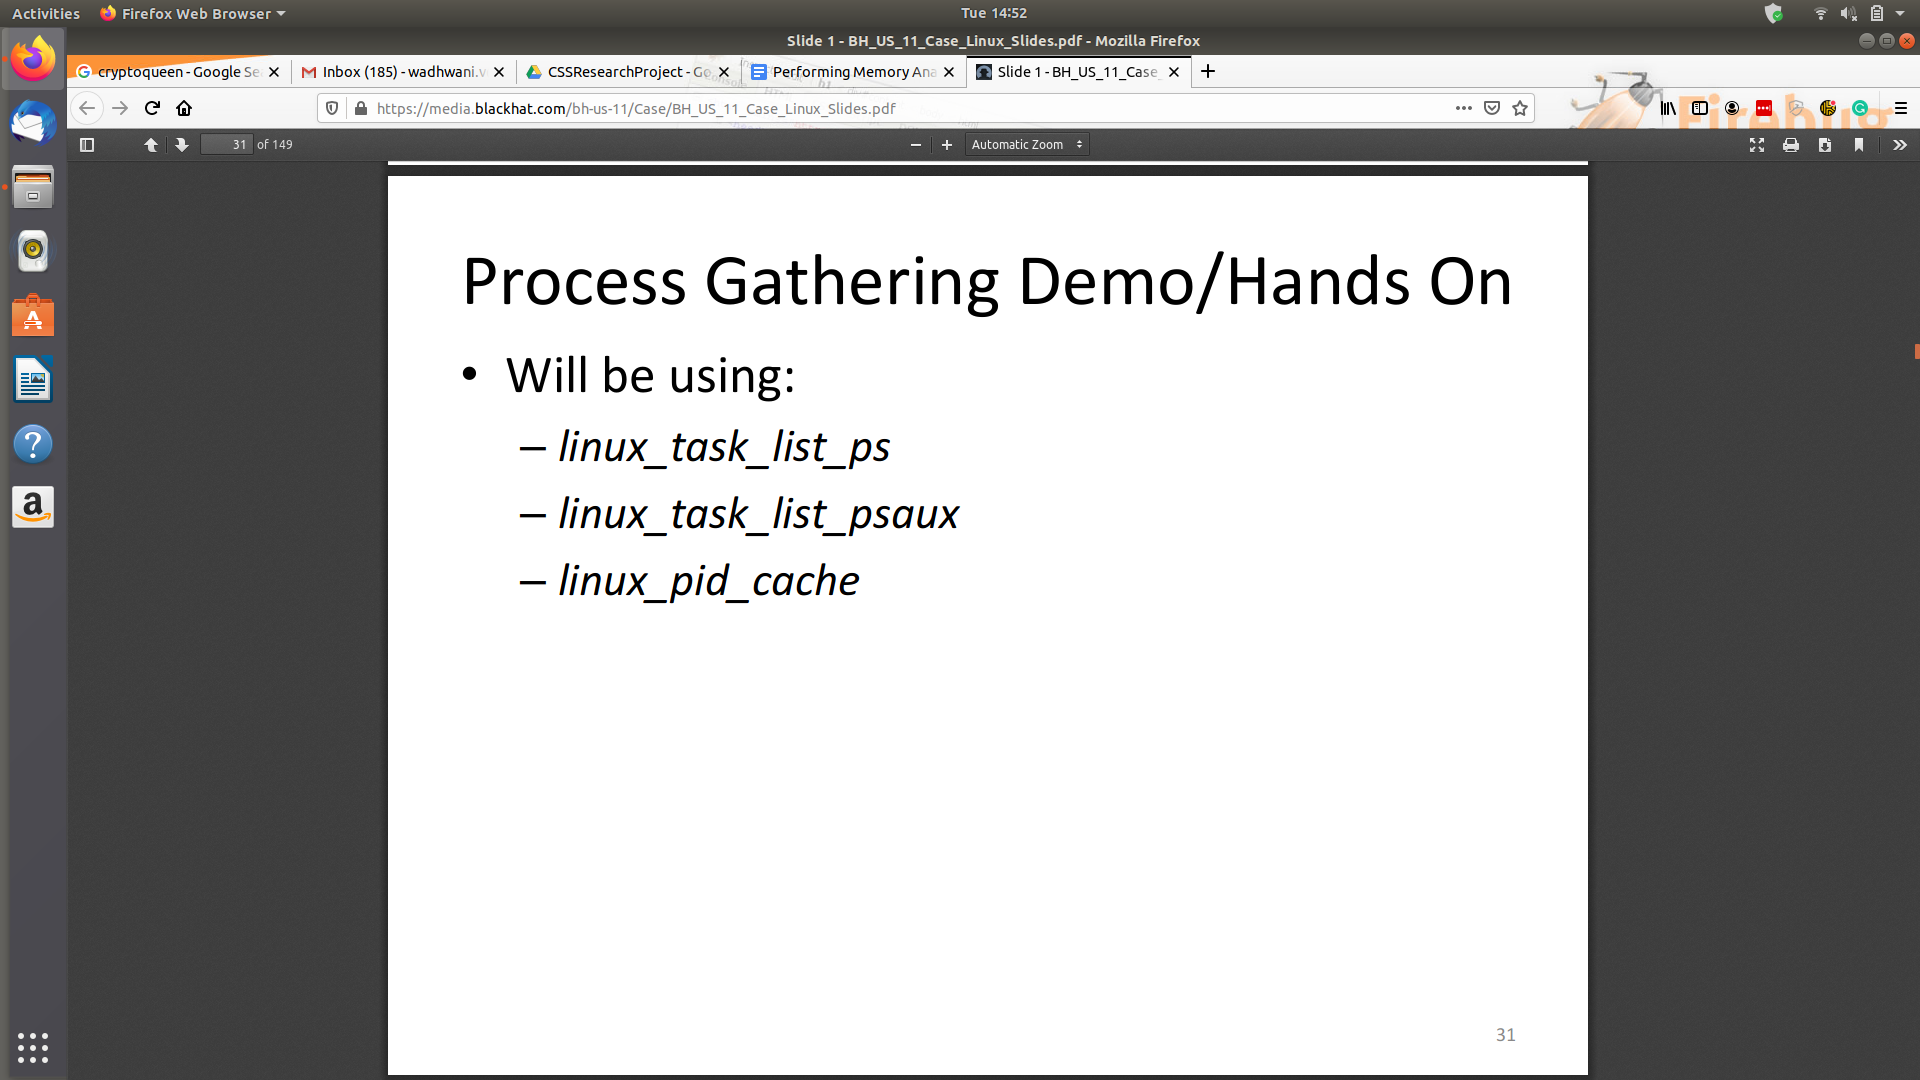 Activities
Firefox Web Browser
Tue 14:52
Slide 1 - BH_US_11_Case_Linux_Slides.pdf - Mozilla Firefox
cryptoqueen - Google Se
Inbox (185) - wadhwani.v
CSSResearchProject - Go
Performing Memory Ana
Slide 1 - BH_US_11_Case_
https://media.blackhat.com/bh-us-11/Case/BH_US_11_Case_Linux_Slides.pdf
Firebug
31 of 149
Automatic Zoom
Process Gathering Demo/Hands On
• Will be using:
– linux_task_list_ps
– linux_task_list_psaux
– linux_pid_cache
31